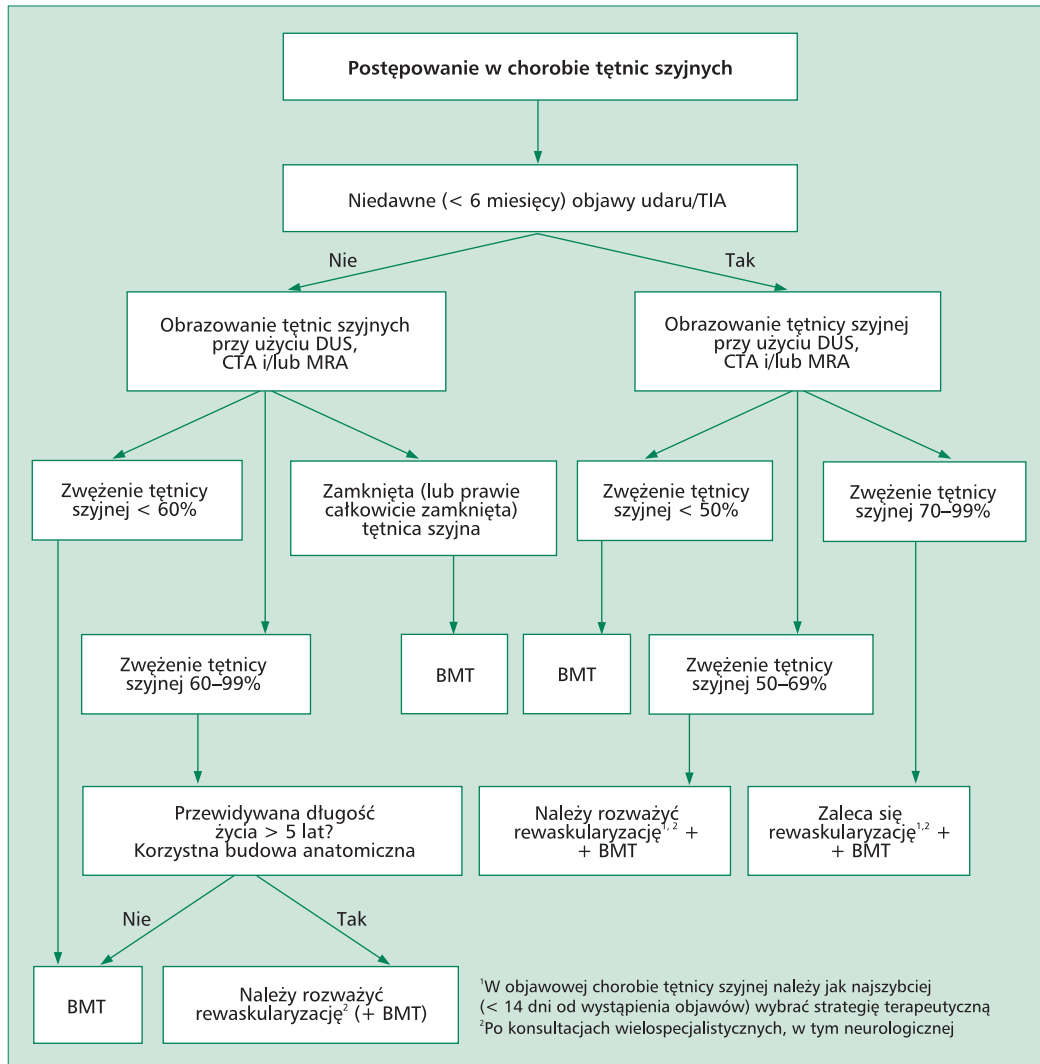 Postępowanie w chorobie tętnic szyjnych
Niedawne (< 6 miesięcy) objawy udaru/TIA
Nie
Tak
Obrazowanie tętnic szyjnych
przy użyciu DUS,
CTA i/lub MRA
Obrazowanie tętnicy szyjnej
przy użyciu DUS,
CTA i/lub MRA
Zwężenie tętnicy
szyjnej < 60%
Zamknięta (lub prawie
całkowicie zamknięta)
tętnica szyjna
Zwężenie tętnicy
szyjnej < 50%
Zwężenie tętnicy
szyjnej 70–99%
Zwężenie tętnicy
szyjnej 60–99%
BMT
BMT
Zwężenie tętnicy
szyjnej 50–69%
Przewidywana długość
życia > 5 lat?
Korzystna budowa anatomiczna
Należy rozważyć
rewaskularyzację¹˒² +
+ BMT
Zaleca się
rewaskularyzację¹˒² +
+ BMT
Nie
Tak
BMT
Należy rozważyć
rewaskularyzację² (+ BMT)
¹W objawowej chorobie tętnicy szyjnej należy jak najszybciej
(< 14 dni od wystąpienia objawów) wybrać strategię terapeutyczną
²Po konsultacjach wielospecjalistycznych, w tym neurologicznej